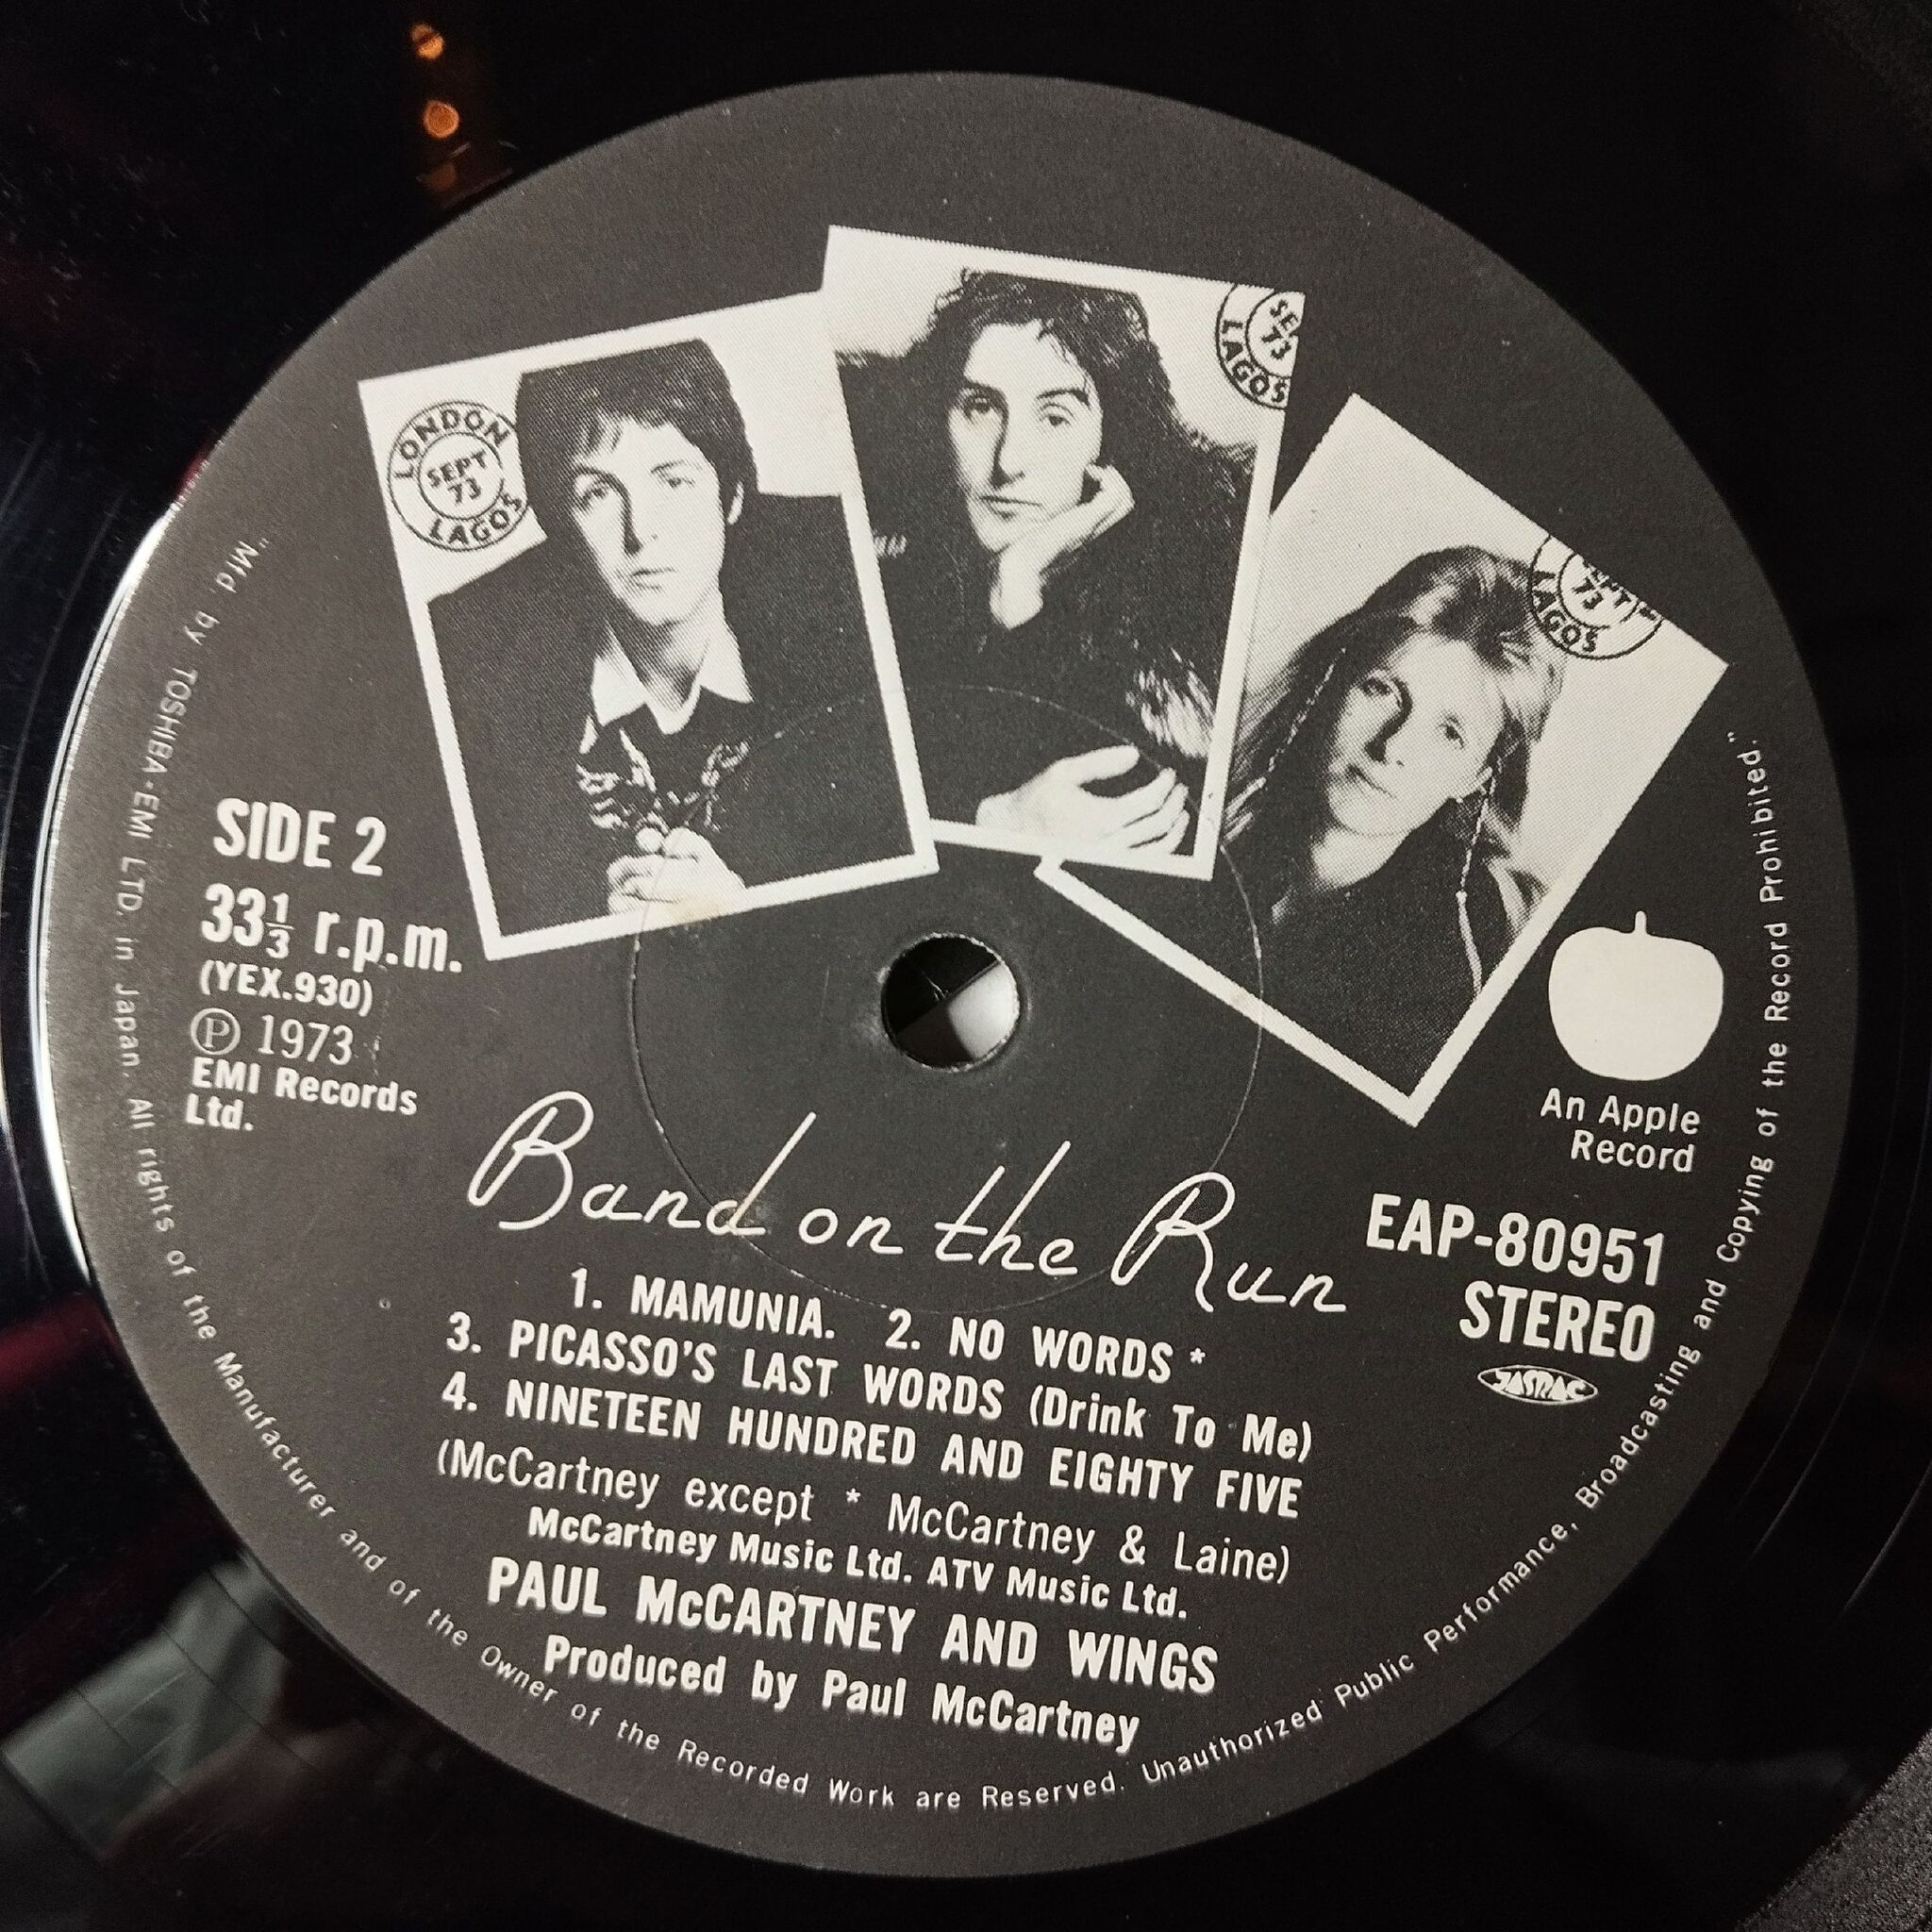 LONDON
SEPT
73
LAGOS
73
LAGOS
73
LAGOS
SIDE 2
33⅓ r.p.m.
(YEX.930)
Ⓟ 1973
EMI Records
Ltd.
An Apple
Record
Band on the Run
EAP-80951
STEREO
JASRAC
1. MAMUNIA. 2. NO WORDS *
3. PICASSO'S LAST WORDS (Drink To Me)
4. NINETEEN HUNDRED AND EIGHTY FIVE
(McCartney except * McCartney & Laine)
McCartney Music Ltd. ATV Music Ltd.
PAUL McCARTNEY AND WINGS
Produced by Paul McCartney
"M'd. by TOSHIBA·EMI LTD. in Japan. All rights of the Manufacturer and of the Owner of the Recorded Work are Reserved. Unauthorized Public Performance, Broadcasting and Copying of the Record Prohibited."